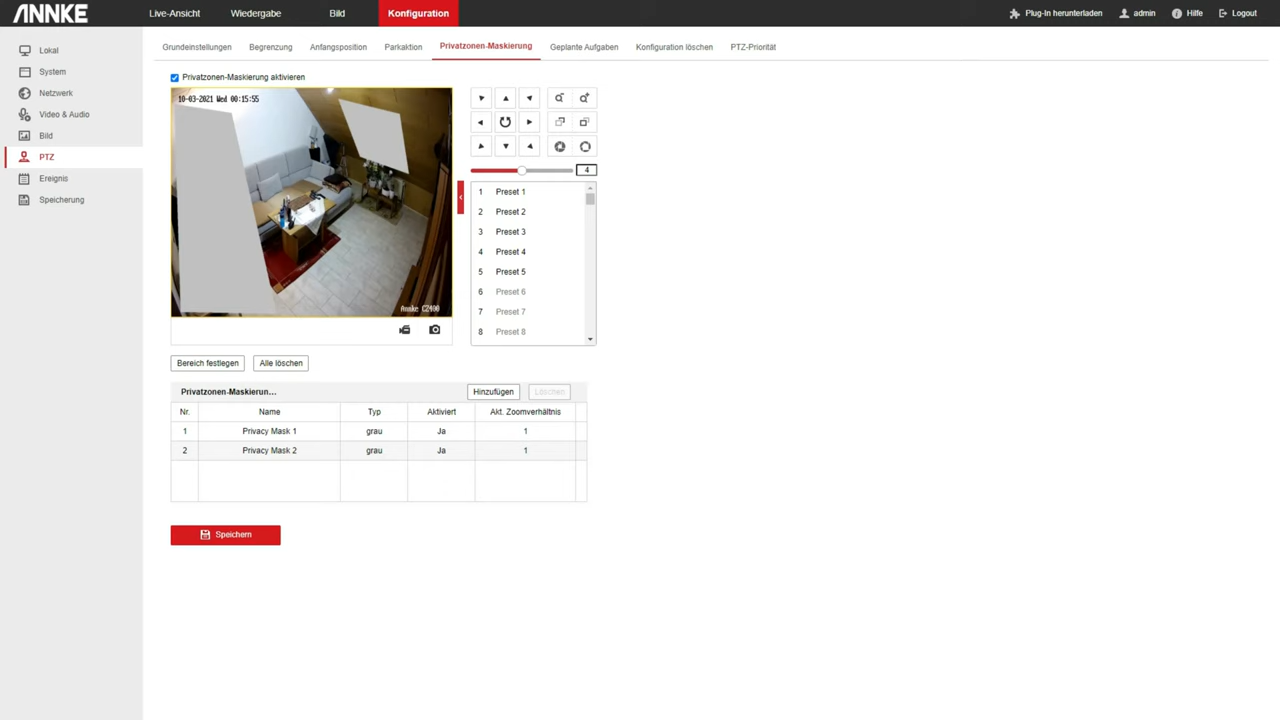 ANNKE
Live-Ansicht Wiedergabe Bild Konfiguration Plug-In herunterladen admin Hilfe Logout
Lokal
System
Netzwerk
Video & Audio
Bild
PTZ
Ereignis
Speicherung
Grundeinstellungen Begrenzung Anfangsposition Parkaktion Privatzonen-Maskierung Geplante Aufgaben Konfiguration löschen PTZ-Priorität
Privatzonen-Maskierung aktivieren
10-03-2021 Wed 00:15:55
Annke CZ400
4
1 Preset 1
2 Preset 2
3 Preset 3
4 Preset 4
5 Preset 5
6 Preset 6
7 Preset 7
8 Preset 8
Bereich festlegen Alle löschen
Privatzonen-Maskierun... Hinzufügen Löschen
Nr. Name Typ Aktiviert Akt. Zoomverhältnis
1 Privacy Mask 1 grau Ja 1
2 Privacy Mask 2 grau Ja 1
Speichern